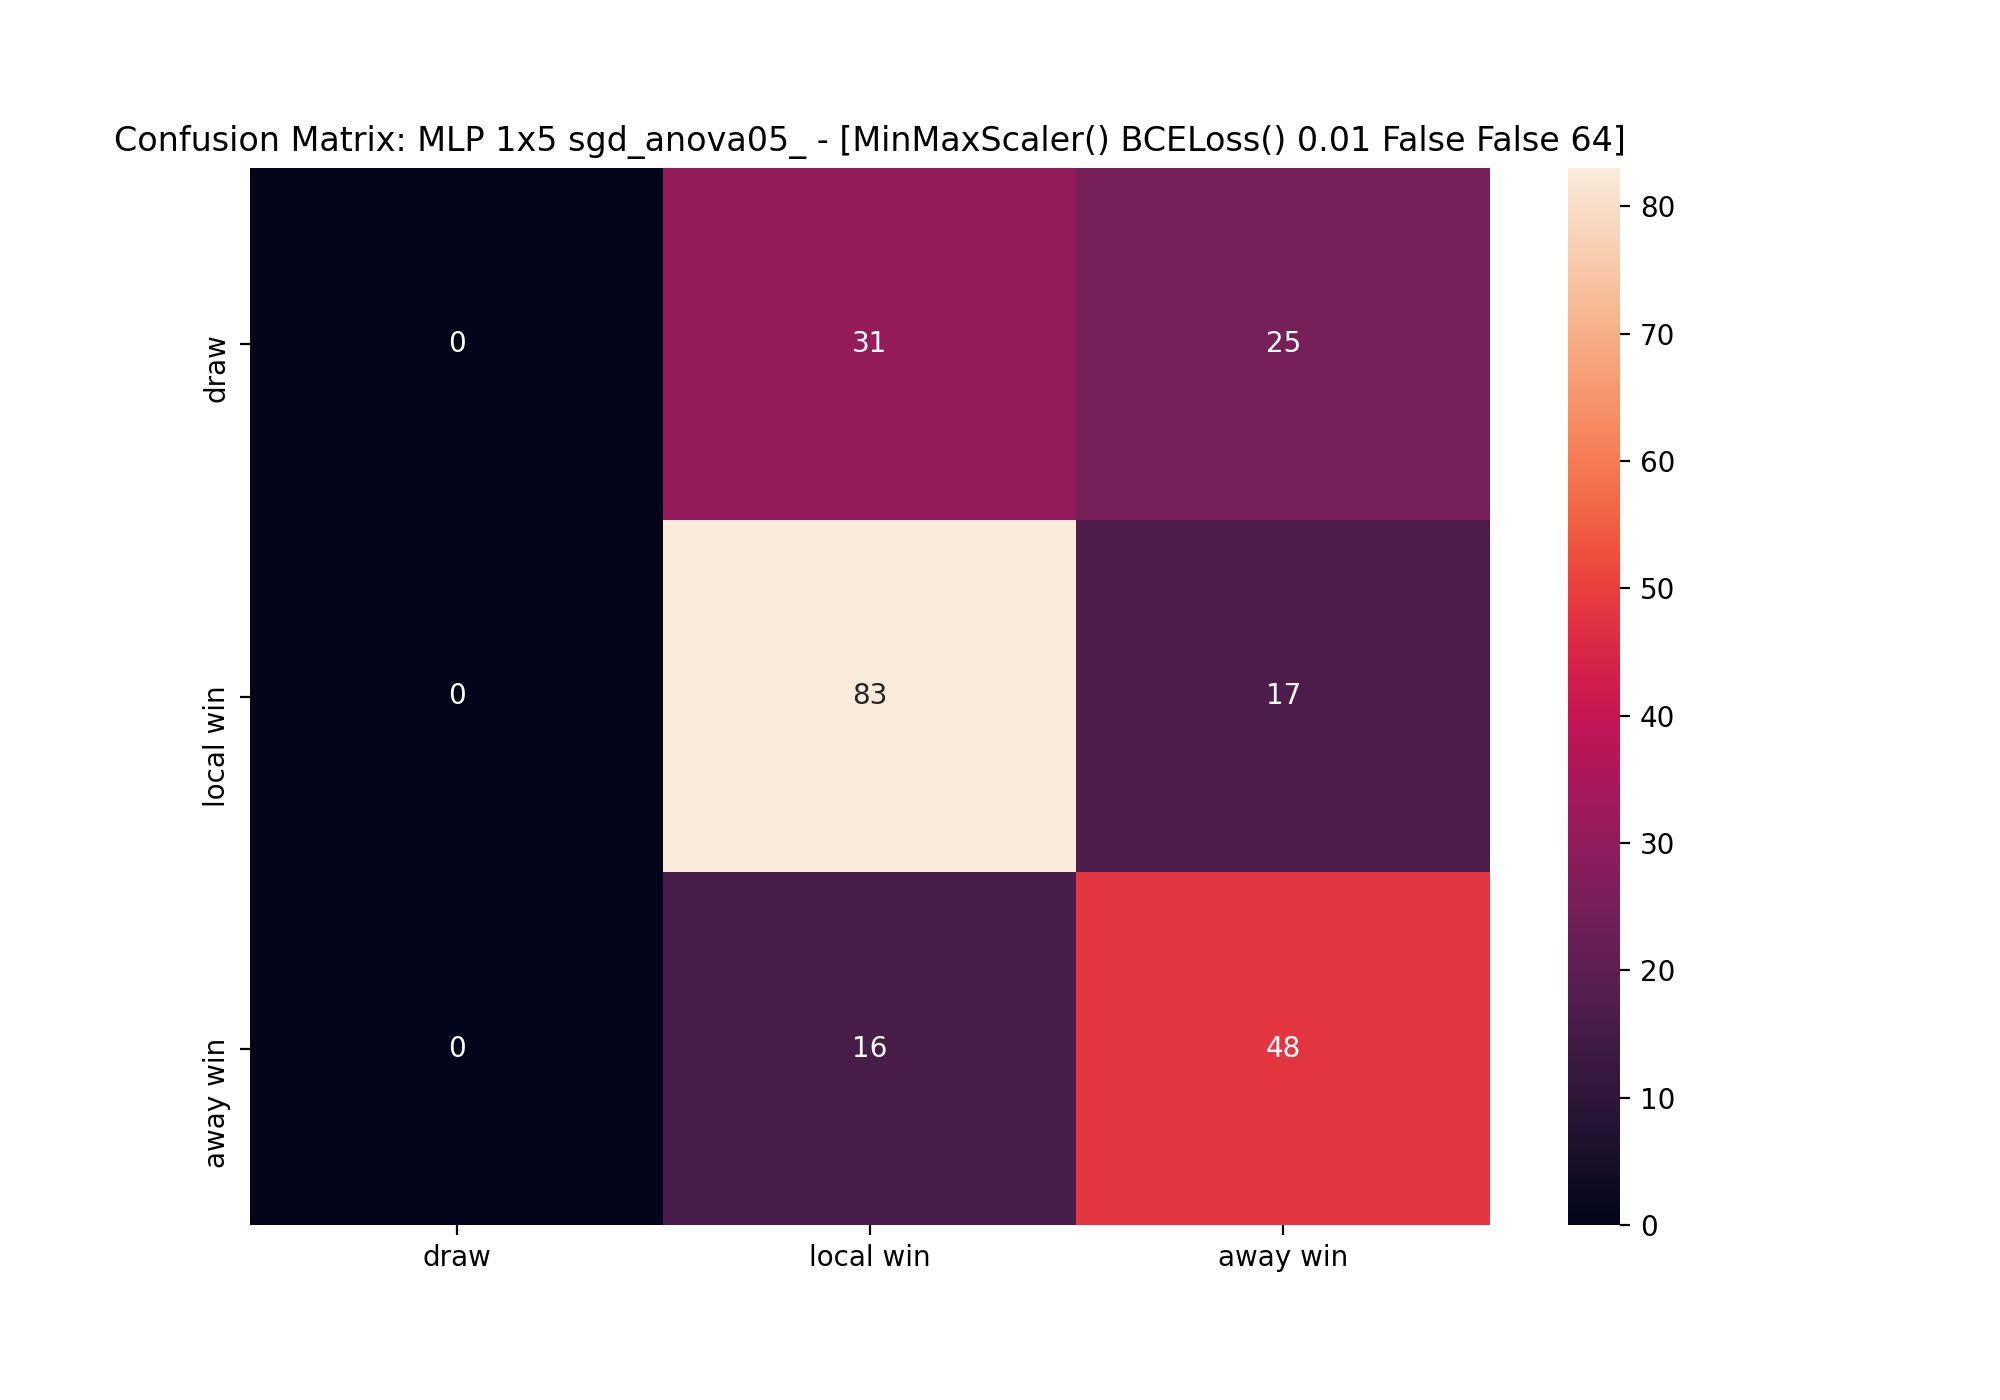 Confusion Matrix: MLP 1x5 sgd_anova05_ - [MinMaxScaler() BCELoss() 0.01 False False 64]
draw
0
31
25
local win
0
83
17
away win
0
16
48
draw
local win
away win
80
70
60
50
40
30
20
10
0